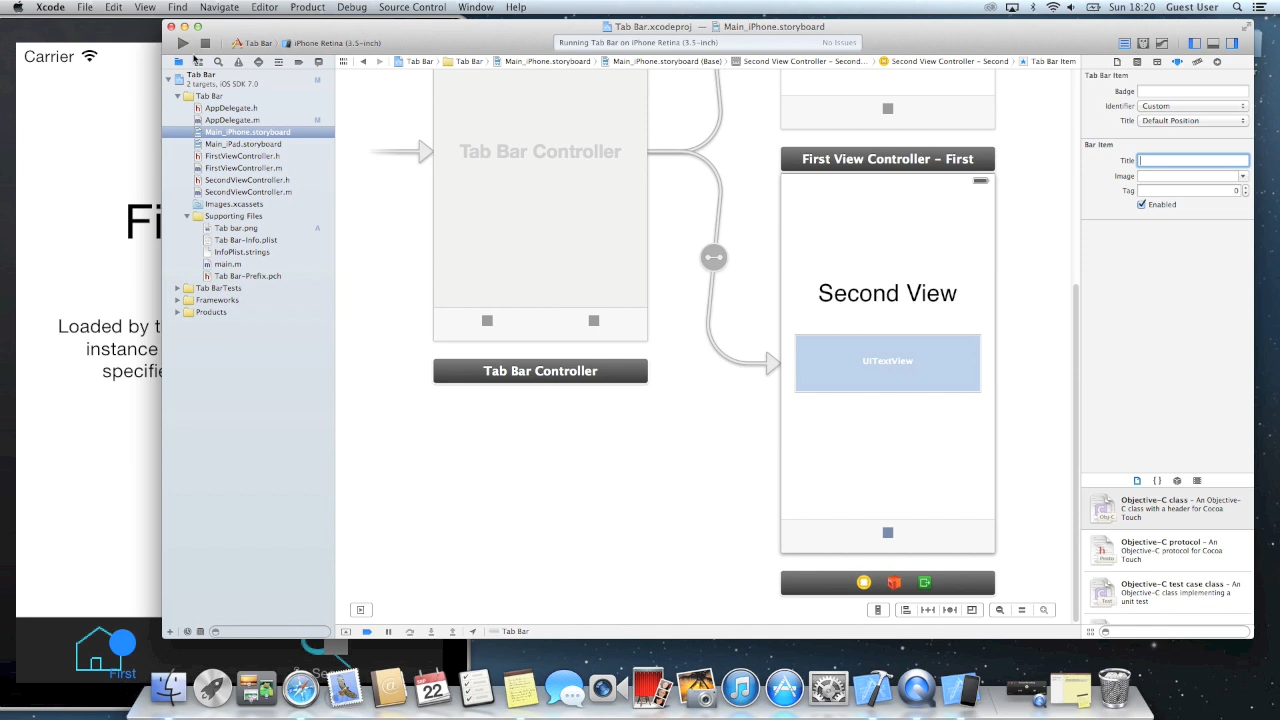 Xcode File Edit View Find Navigate Editor Product Debug Source Control Window Help
Sun 18:20 Guest User
Tab Bar.xcodeproj — Main_iPhone.storyboard
Tab Bar iPhone Retina (3.5-inch)
Running Tab Bar on iPhone Retina (3.5-inch) No Issues
Tab Bar Tab Bar Main_iPhone.storyboard Main_iPhone.storyboard (Base) Second View Controller – Second... Second View Controller – Second Tab Bar Item
Carrier
Fi
Loaded by t
instance
specifie
First
Se
Tab Bar
2 targets, iOS SDK 7.0
M
Tab Bar
AppDelegate.h
AppDelegate.m
M
Main_iPhone.storyboard
Main_iPad.storyboard
FirstViewController.h
FirstViewController.m
SecondViewController.h
SecondViewController.m
Images.xcassets
Supporting Files
Tab bar.png
A
Tab Bar-Info.plist
InfoPlist.strings
main.m
Tab Bar-Prefix.pch
Tab BarTests
Frameworks
Products
Tab Bar Controller
Tab Bar Controller
First View Controller – First
Second View
UITextView
Tab Bar
Tab Bar Item
Badge
Identifier Custom
Title Default Position
Bar Item
Title
Image
Tag 0
Enabled
Objective-C class – An Objective-
C class with a header for Cocoa
Touch
Objective-C protocol – An
Objective-C protocol for Cocoa
Touch
Objective-C test case class – An
Objective-C class implementing a
unit test
SEP
22